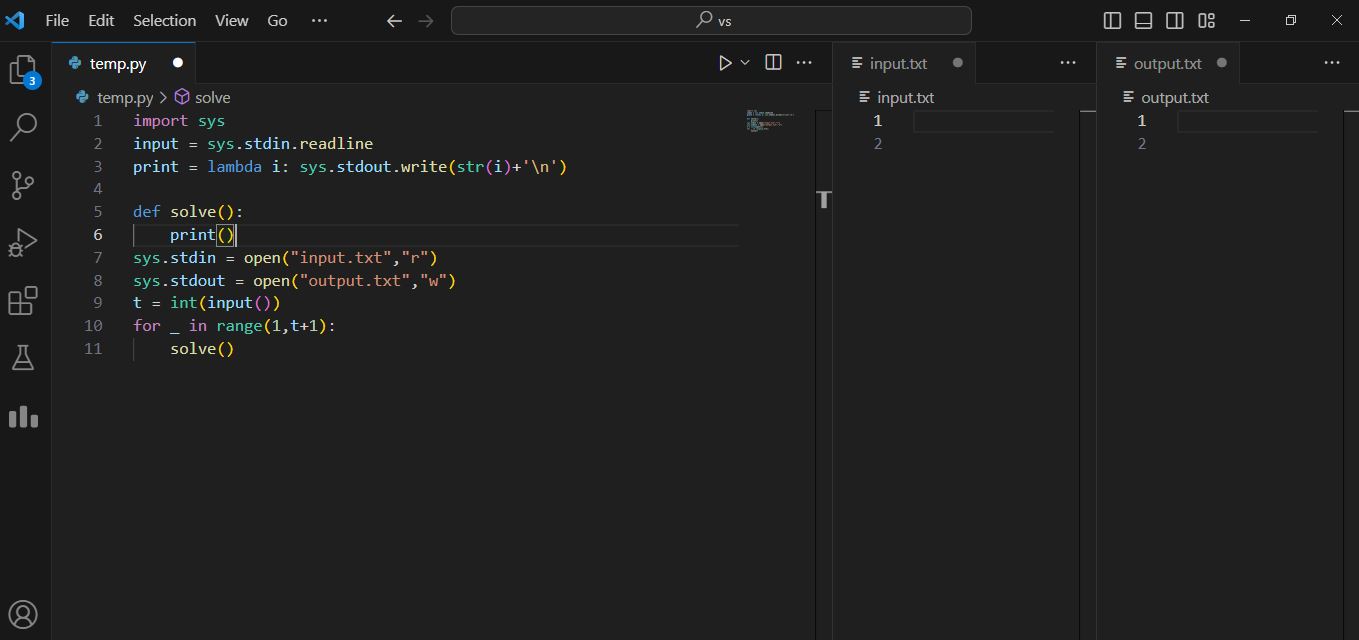 File Edit Selection View Go ··· vs
3
temp.py
input.txt
output.txt
temp.py > solve
input.txt
output.txt
1 import sys
2 input = sys.stdin.readline
3 print = lambda i: sys.stdout.write(str(i)+'\n')
4
5 def solve():
6     print()
7 sys.stdin = open("input.txt","r")
8 sys.stdout = open("output.txt","w")
9 t = int(input())
10 for _ in range(1,t+1):
11     solve()
1
2
1
2